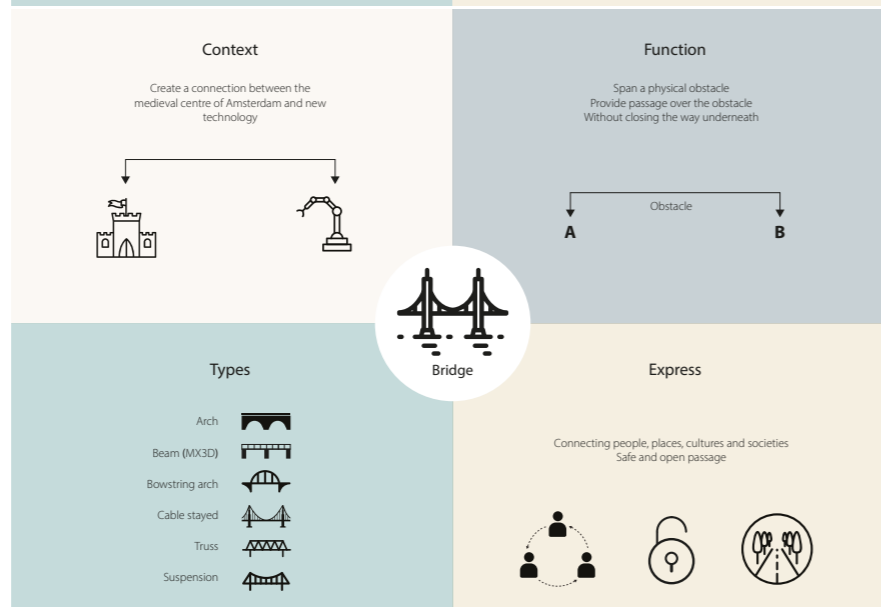 Context
Create a connection between the
medieval centre of Amsterdam and new
technology
Function
Span a physical obstacle
Provide passage over the obstacle
Without closing the way underneath
Obstacle
A
B
Bridge
Types
Arch
Beam (MX3D)
Bowstring arch
Cable stayed
Truss
Suspension
Express
Connecting people, places, cultures and societies
Safe and open passage